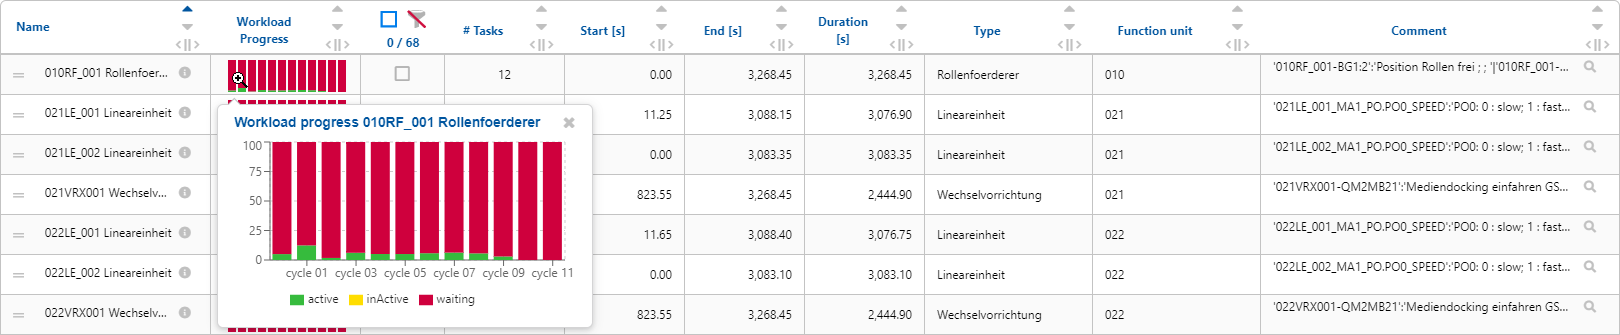 Name
Workload
Progress
0 / 68
# Tasks
Start [s]
End [s]
Duration
[s]
Type
Function unit
Comment
010RF_001 Rollenfoer...
12
0.00
3,268.45
3,268.45
Rollenfoerderer
010
'010RF_001-BG1:2':'Position Rollen frei ; ; '|'010RF_001-...
021LE_001 Lineareinheit
11.25
3,088.15
3,076.90
Lineareinheit
021
'021LE_001_MA1_PO.PO0_SPEED':'PO0: 0 : slow; 1 : fast...
021LE_002 Lineareinheit
0.00
3,083.35
3,083.35
Lineareinheit
021
'021LE_002_MA1_PO.PO0_SPEED':'PO0: 0 : slow; 1 : fast...
021VRX001 Wechselv...
823.55
3,268.45
2,444.90
Wechselvorrichtung
021
'021VRX001-QM2MB21':'Mediendocking einfahren GS...
022LE_001 Lineareinheit
11.65
3,088.40
3,076.75
Lineareinheit
022
'022LE_001_MA1_PO.PO0_SPEED':'PO0: 0 : slow; 1 : fast...
022LE_002 Lineareinheit
0.00
3,083.10
3,083.10
Lineareinheit
022
'022LE_002_MA1_PO.PO0_SPEED':'PO0: 0 : slow; 1 : fast...
022VRX001 Wechselv...
823.55
3,268.45
2,444.90
Wechselvorrichtung
022
'022VRX001-QM2MB21':'Mediendocking einfahren GS...
Workload progress 010RF_001 Rollenfoerderer
100
75
50
25
0
cycle 01
cycle 03
cycle 05
cycle 07
cycle 09
cycle 11
active
inActive
waiting